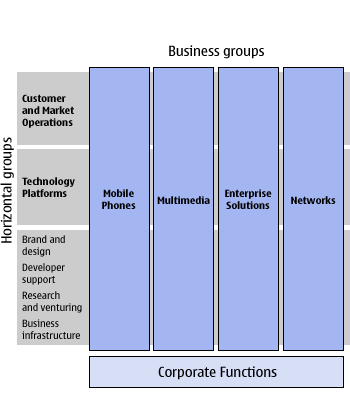 Business groups
Horizontal groups
Customer
and Market
Operations
Technology
Platforms
Brand and
design
Developer
support
Research
and venturing
Business
infrastructure
Mobile
Phones
Multimedia
Enterprise
Solutions
Networks
Corporate Functions